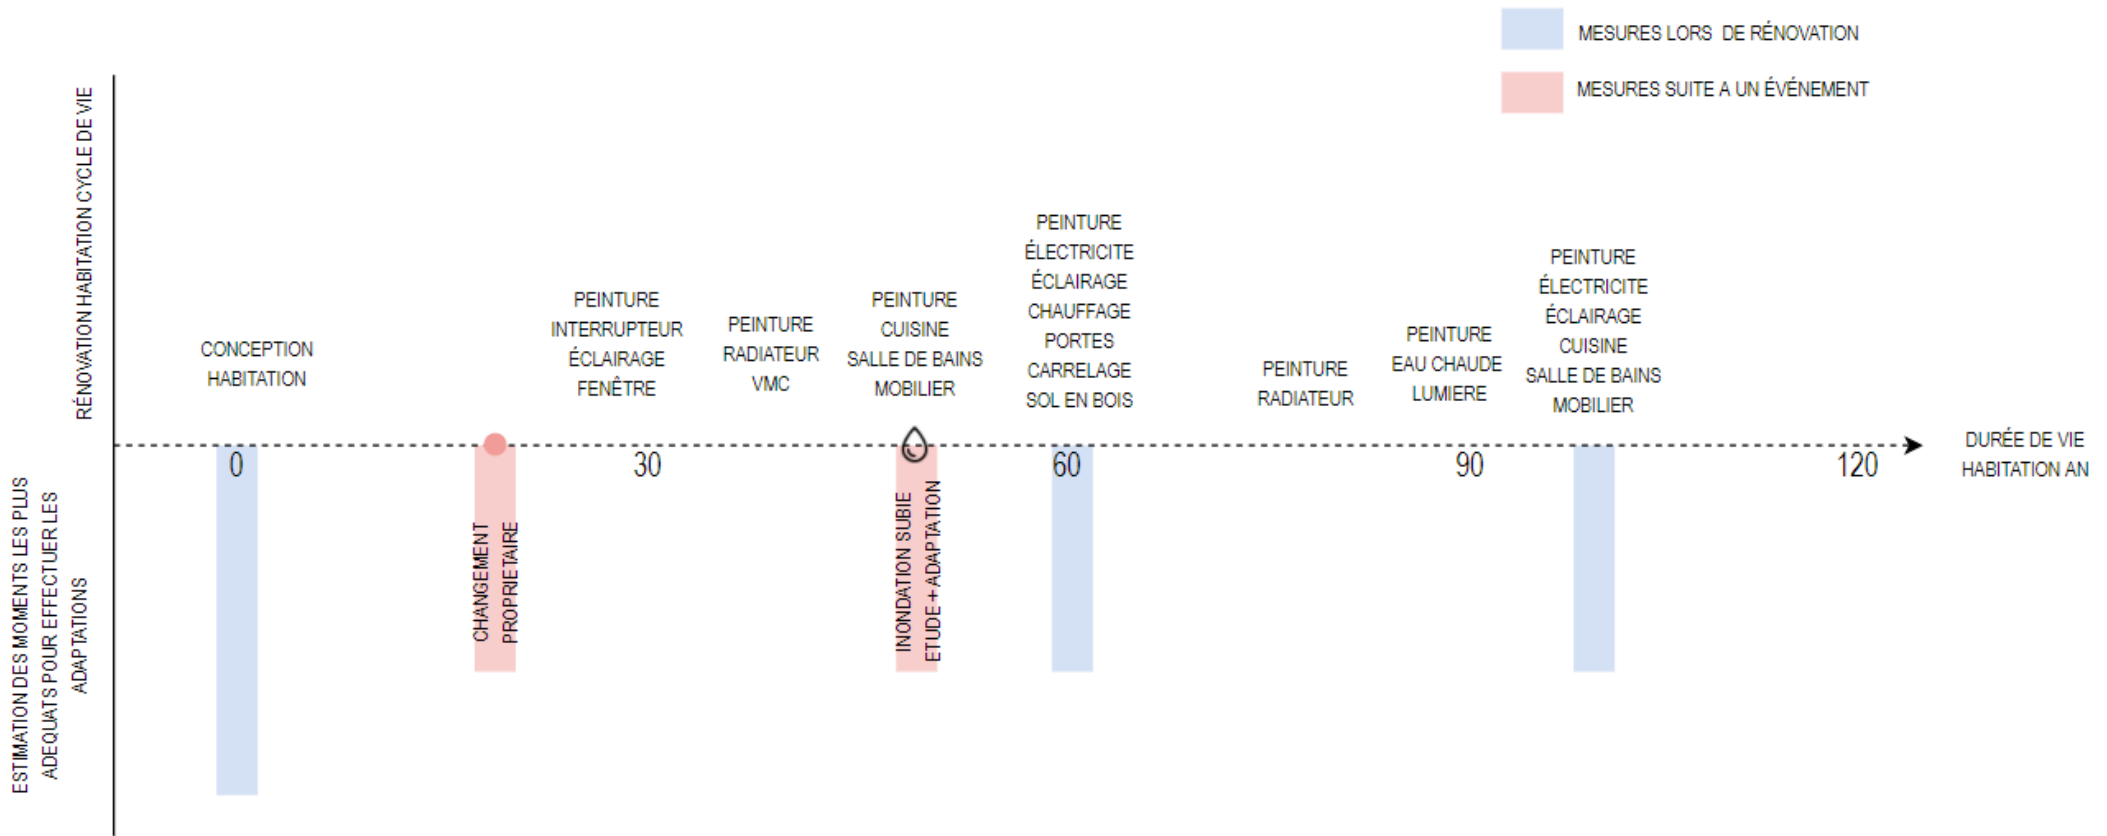 MESURES LORS DE RÉNOVATION
MESURES SUITE A UN ÉVÉNEMENT
RÉNOVATION HABITATION CYCLE DE VIE
CONCEPTION
HABITATION
PEINTURE
INTERRUPTEUR
ÉCLAIRAGE
FENÊTRE
PEINTURE
RADIATEUR
VMC
PEINTURE
CUISINE
SALLE DE BAINS
MOBILIER
PEINTURE
ÉLECTRICITE
ÉCLAIRAGE
CHAUFFAGE
PORTES
CARRELAGE
SOL EN BOIS
PEINTURE
RADIATEUR
PEINTURE
EAU CHAUDE
LUMIERE
PEINTURE
ÉLECTRICITE
ÉCLAIRAGE
CUISINE
SALLE DE BAINS
MOBILIER
0
30
60
90
120
DURÉE DE VIE
HABITATION AN
ESTIMATION DES MOMENTS LES PLUS
ADEQUATS POUR EFFECTUER LES
ADAPTATIONS
CHANGEMENT
PROPRIETAIRE
INONDATION SUBIE
ETUDE + ADAPTATION